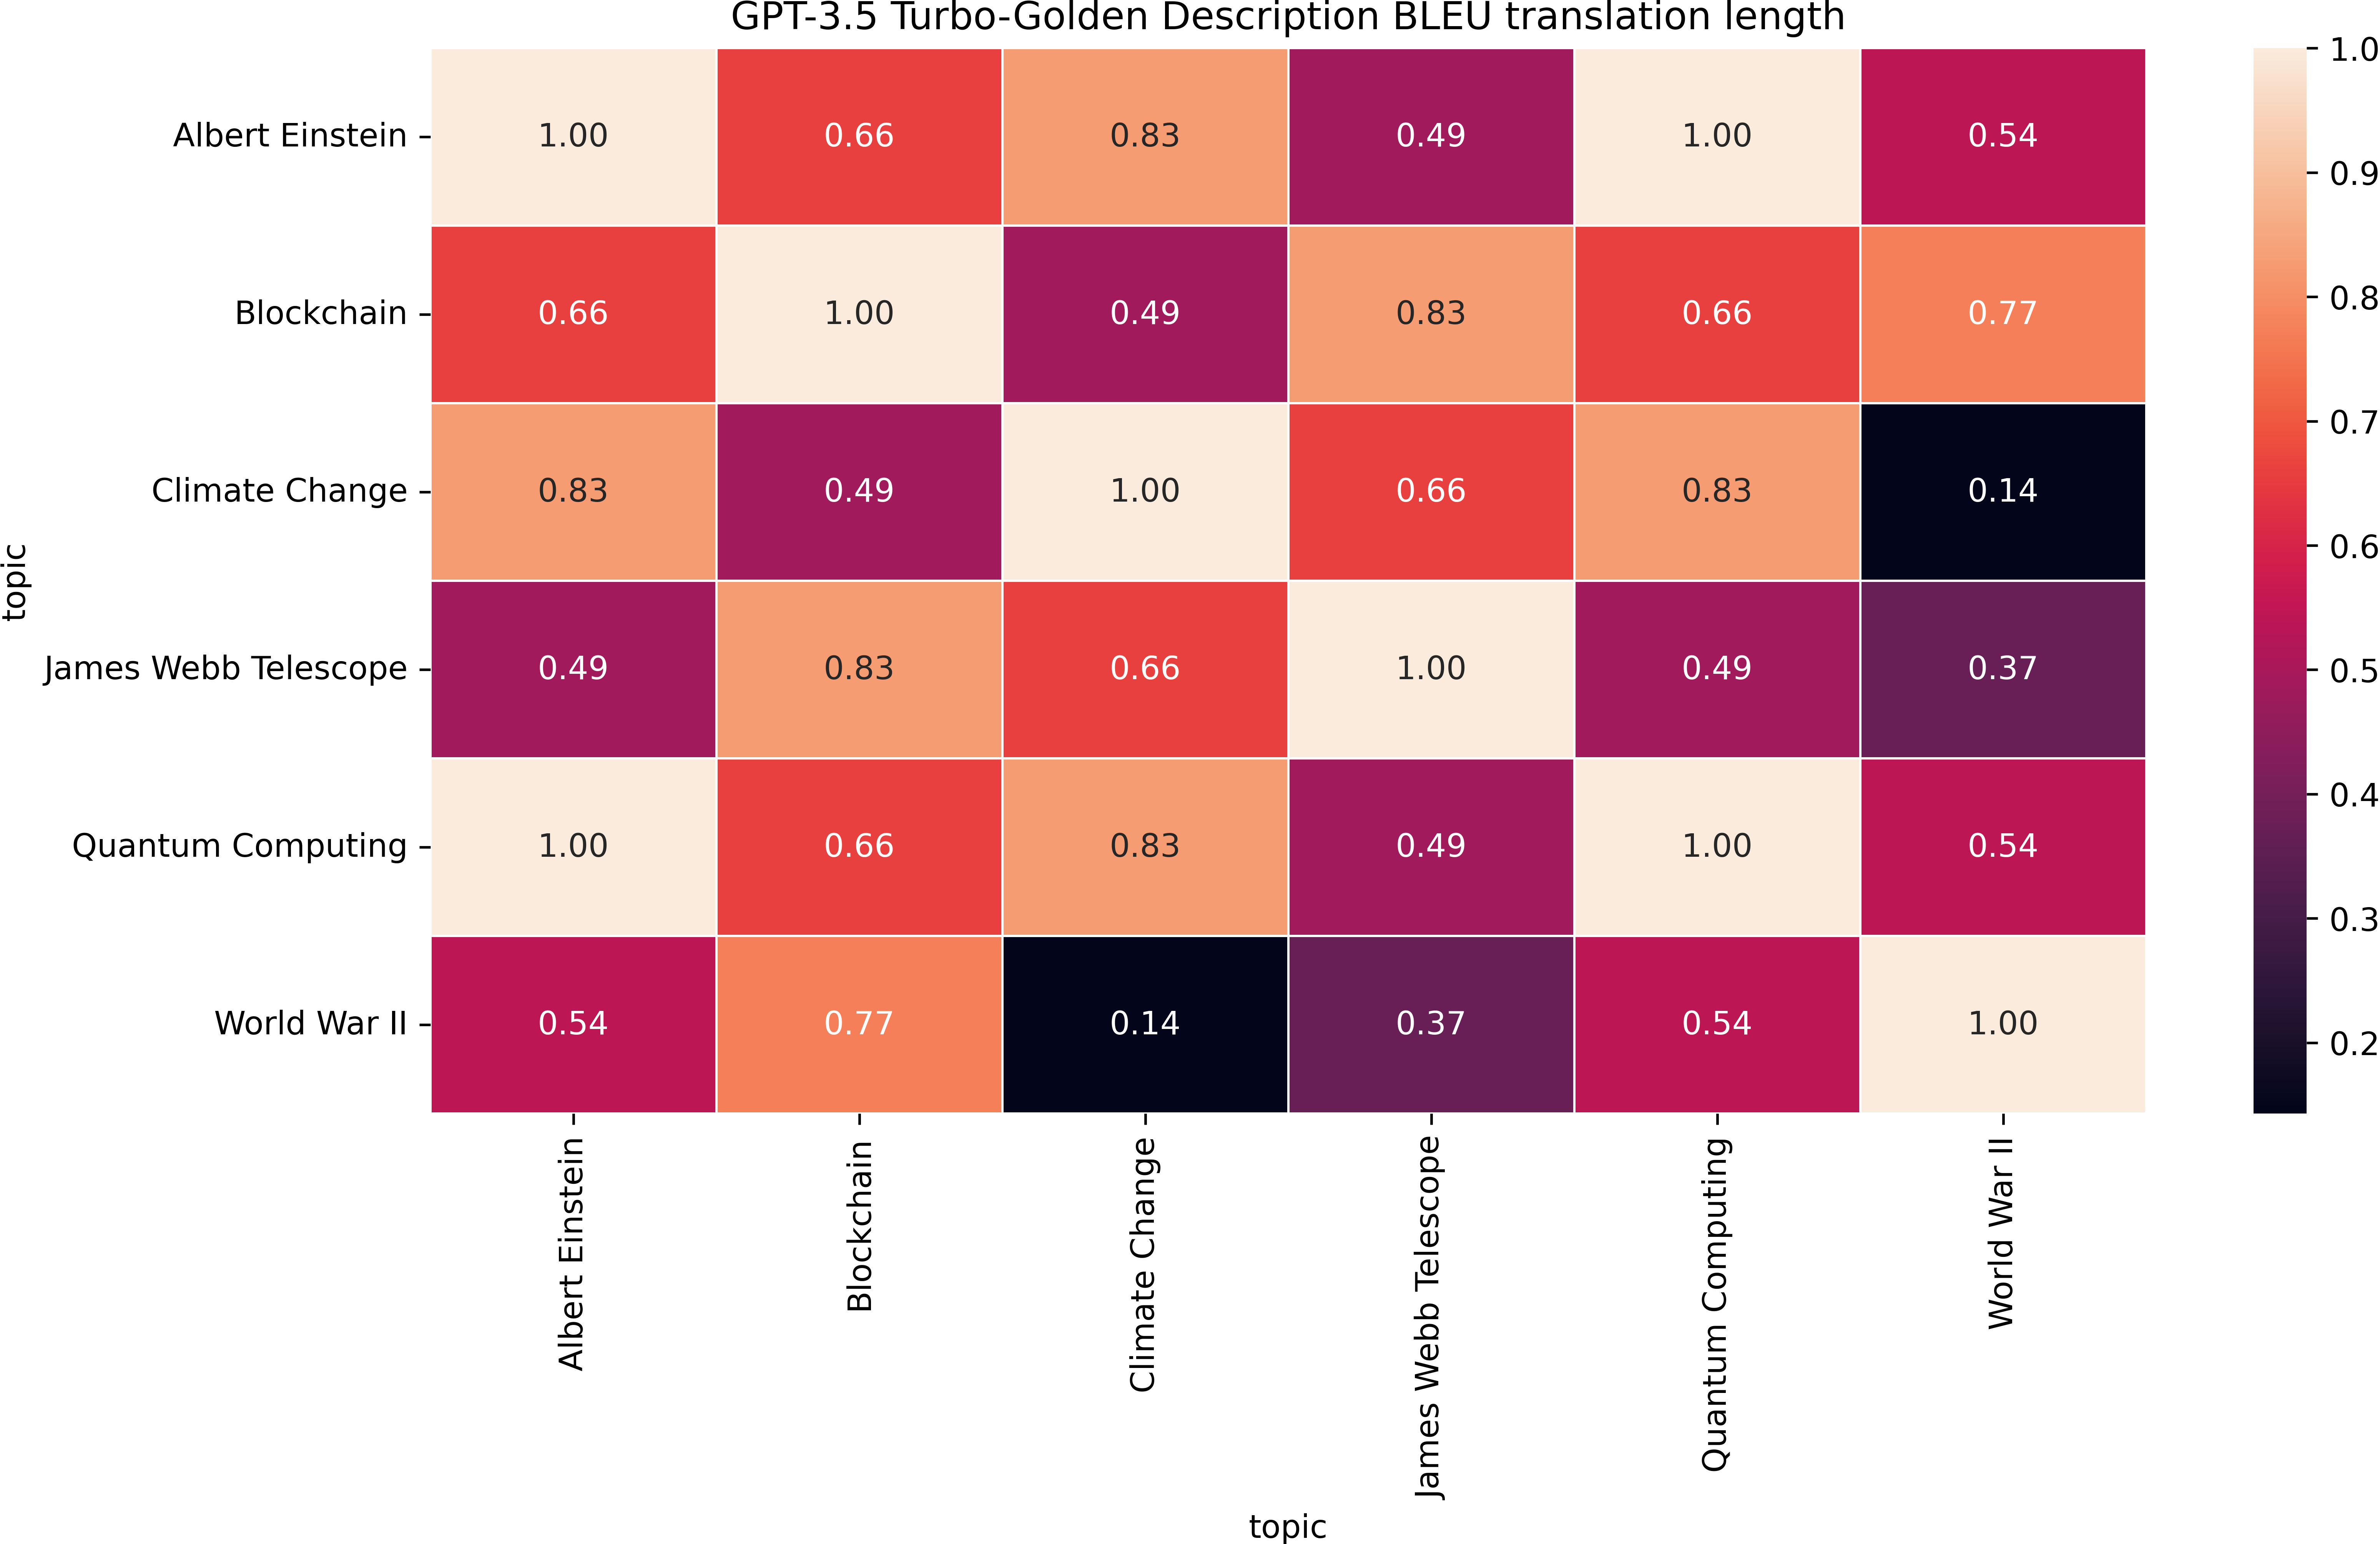 GPT-3.5 Turbo-Golden Description BLEU translation length
topic
Albert Einstein 1.00 0.66 0.83 0.49 1.00 0.54
Blockchain 0.66 1.00 0.49 0.83 0.66 0.77
Climate Change 0.83 0.49 1.00 0.66 0.83 0.14
James Webb Telescope 0.49 0.83 0.66 1.00 0.49 0.37
Quantum Computing 1.00 0.66 0.83 0.49 1.00 0.54
World War II 0.54 0.77 0.14 0.37 0.54 1.00
Albert Einstein
Blockchain
Climate Change
James Webb Telescope
Quantum Computing
World War II
topic
1.0
0.9
0.8
0.7
0.6
0.5
0.4
0.3
0.2